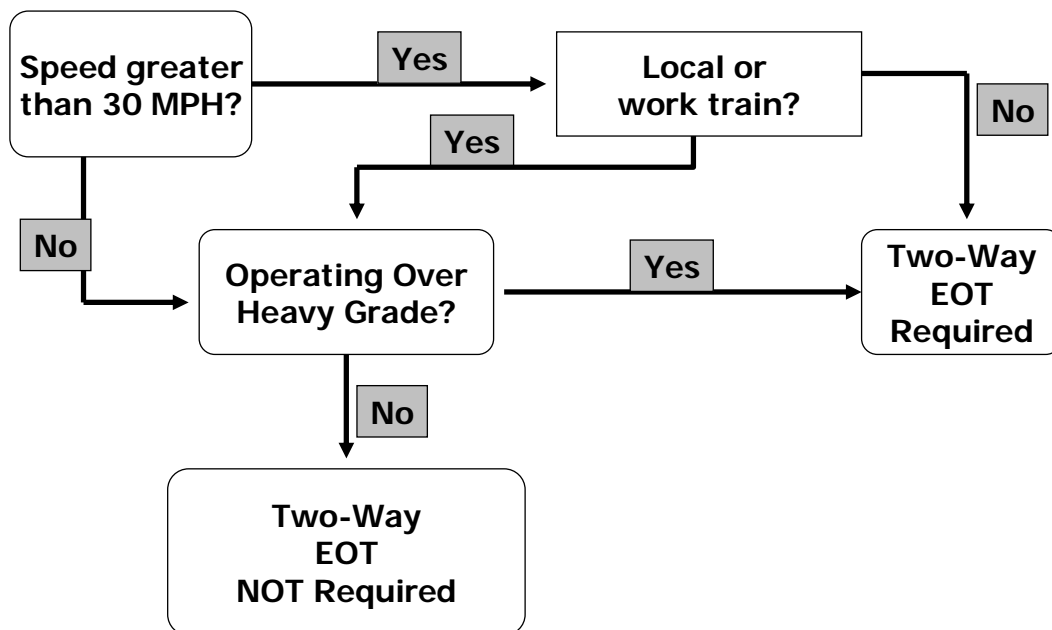 Speed greater
than 30 MPH?
Yes
Local or
work train?
No
Yes
No
Operating Over
Heavy Grade?
Yes
Two-Way
EOT
Required
No
Two-Way
EOT
NOT Required